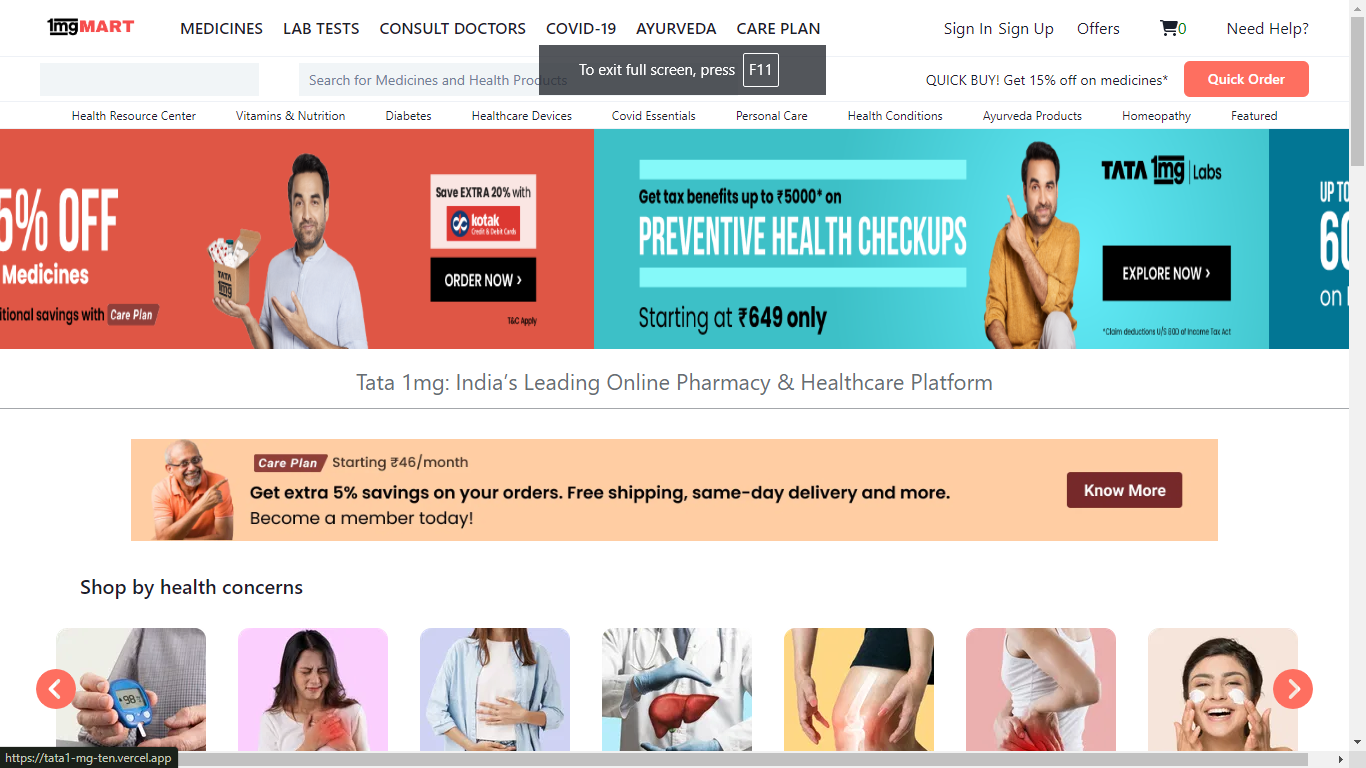 1mgMART MEDICINES LAB TESTS CONSULT DOCTORS COVID-19 AYURVEDA CARE PLAN Sign In Sign Up Offers 0 Need Help?
To exit full screen, press F11
Search for Medicines and Health Products QUICK BUY! Get 15% off on medicines* Quick Order
Health Resource Center Vitamins & Nutrition Diabetes Healthcare Devices Covid Essentials Personal Care Health Conditions Ayurveda Products Homeopathy Featured
5% OFF
Medicines
itional savings with Care Plan
TATA
1mg
Save EXTRA 20% with
kotak
Credit & Debit Cards
ORDER NOW ›
T&C Apply
Get tax benefits up to ₹5000* on
PREVENTIVE HEALTH CHECKUPS
Starting at ₹649 only
TATA 1mg | Labs
EXPLORE NOW ›
*Claim deductions U/S 80D of Income Tax Act
UP TO
60
on
Tata 1mg: India’s Leading Online Pharmacy & Healthcare Platform
Care Plan Starting ₹46/month
Get extra 5% savings on your orders. Free shipping, same-day delivery and more.
Become a member today!
Know More
Shop by health concerns
98
https://tata1-mg-ten.vercel.app